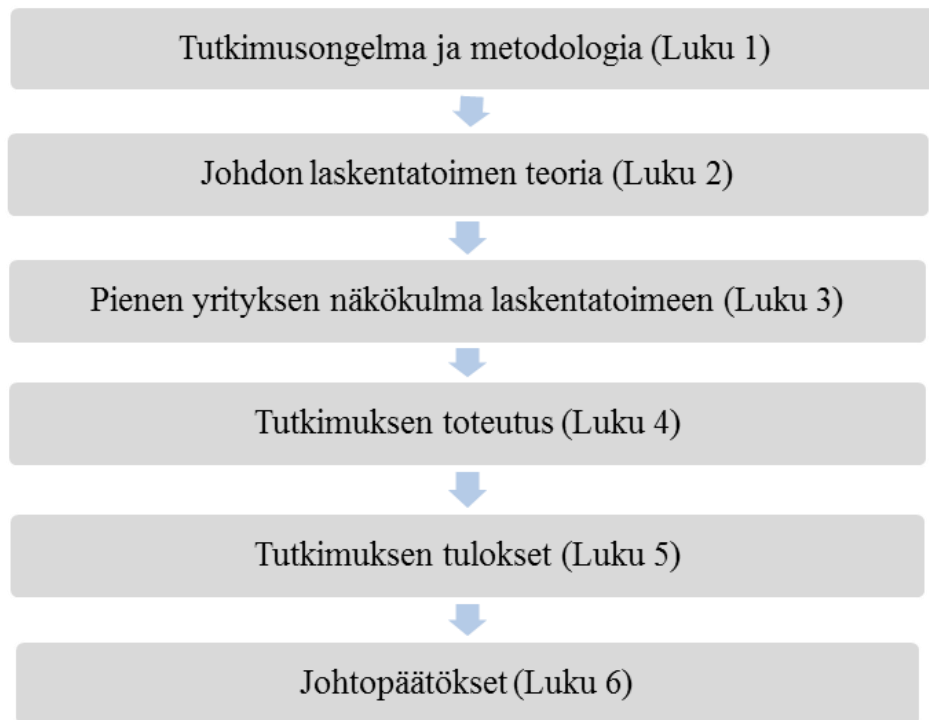 Tutkimusongelma ja metodologia (Luku 1)
Johdon laskentatoimen teoria (Luku 2)
Pienen yrityksen näkökulma laskentatoimeen (Luku 3)
Tutkimuksen toteutus (Luku 4)
Tutkimuksen tulokset (Luku 5)
Johtopäätökset (Luku 6)